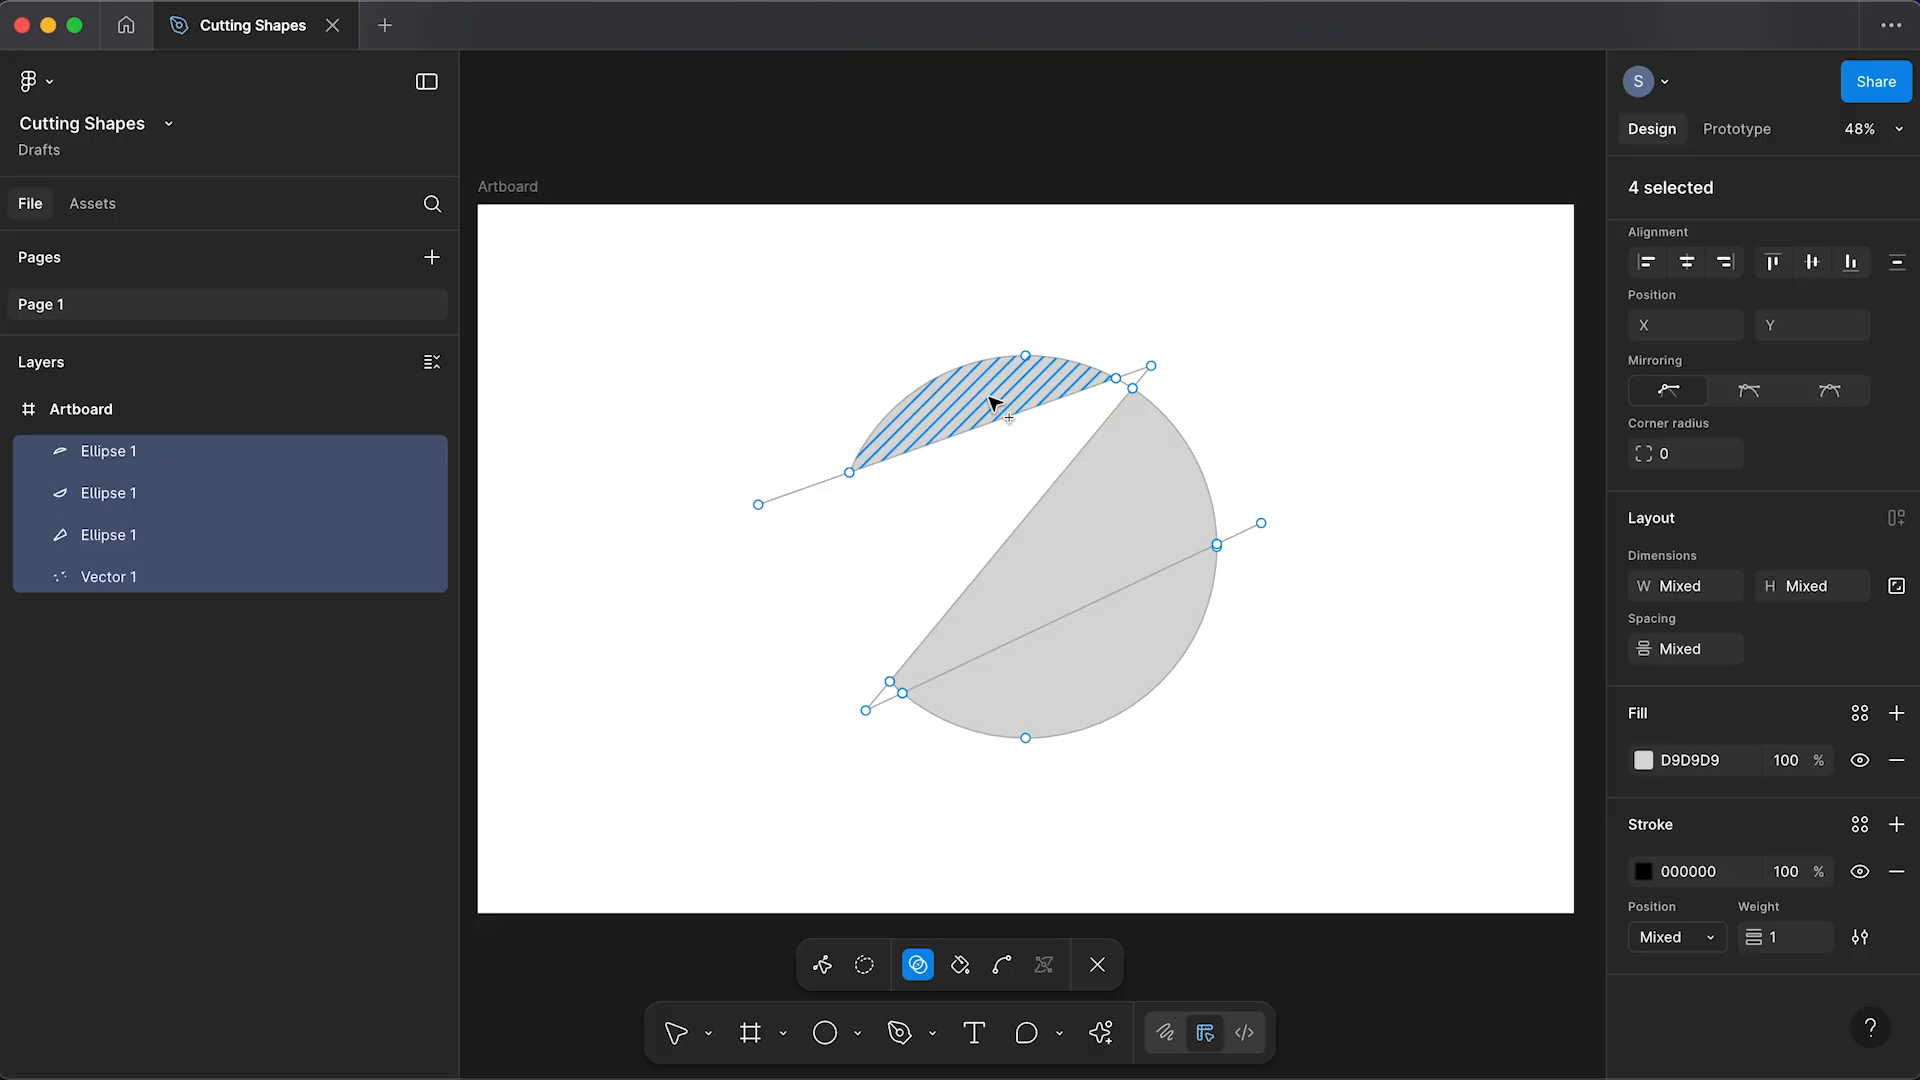 Cutting Shapes
Cutting Shapes
Drafts
File Assets
Pages
Page 1
Layers
Artboard
Ellipse 1
Ellipse 1
Ellipse 1
Vector 1
Artboard
S
Share
Design Prototype 48%
4 selected
Alignment
Position
X Y
Mirroring
Corner radius
0
Layout
Dimensions
W Mixed H Mixed
Spacing
Mixed
Fill
D9D9D9 100 %
Stroke
000000 100 %
Position Weight
Mixed 1
?